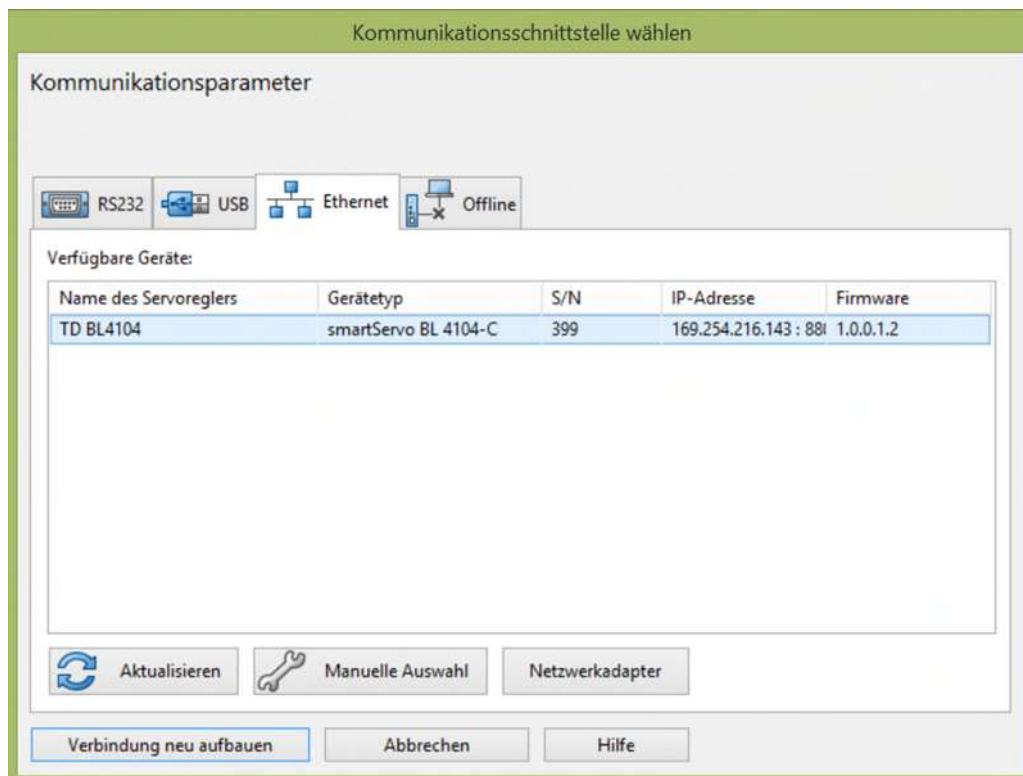 Kommunikationsschnittstelle wählen
Kommunikationsparameter
RS232 USB Ethernet Offline
Verfügbare Geräte:
Name des Servoreglers Gerätetyp S/N IP-Adresse Firmware
TD BL4104 smartServo BL 4104-C 399 169.254.216.143 : 1.0.0.1.2
Aktualisieren Manuelle Auswahl Netzwerkadapter
Verbindung neu aufbauen Abbrechen Hilfe